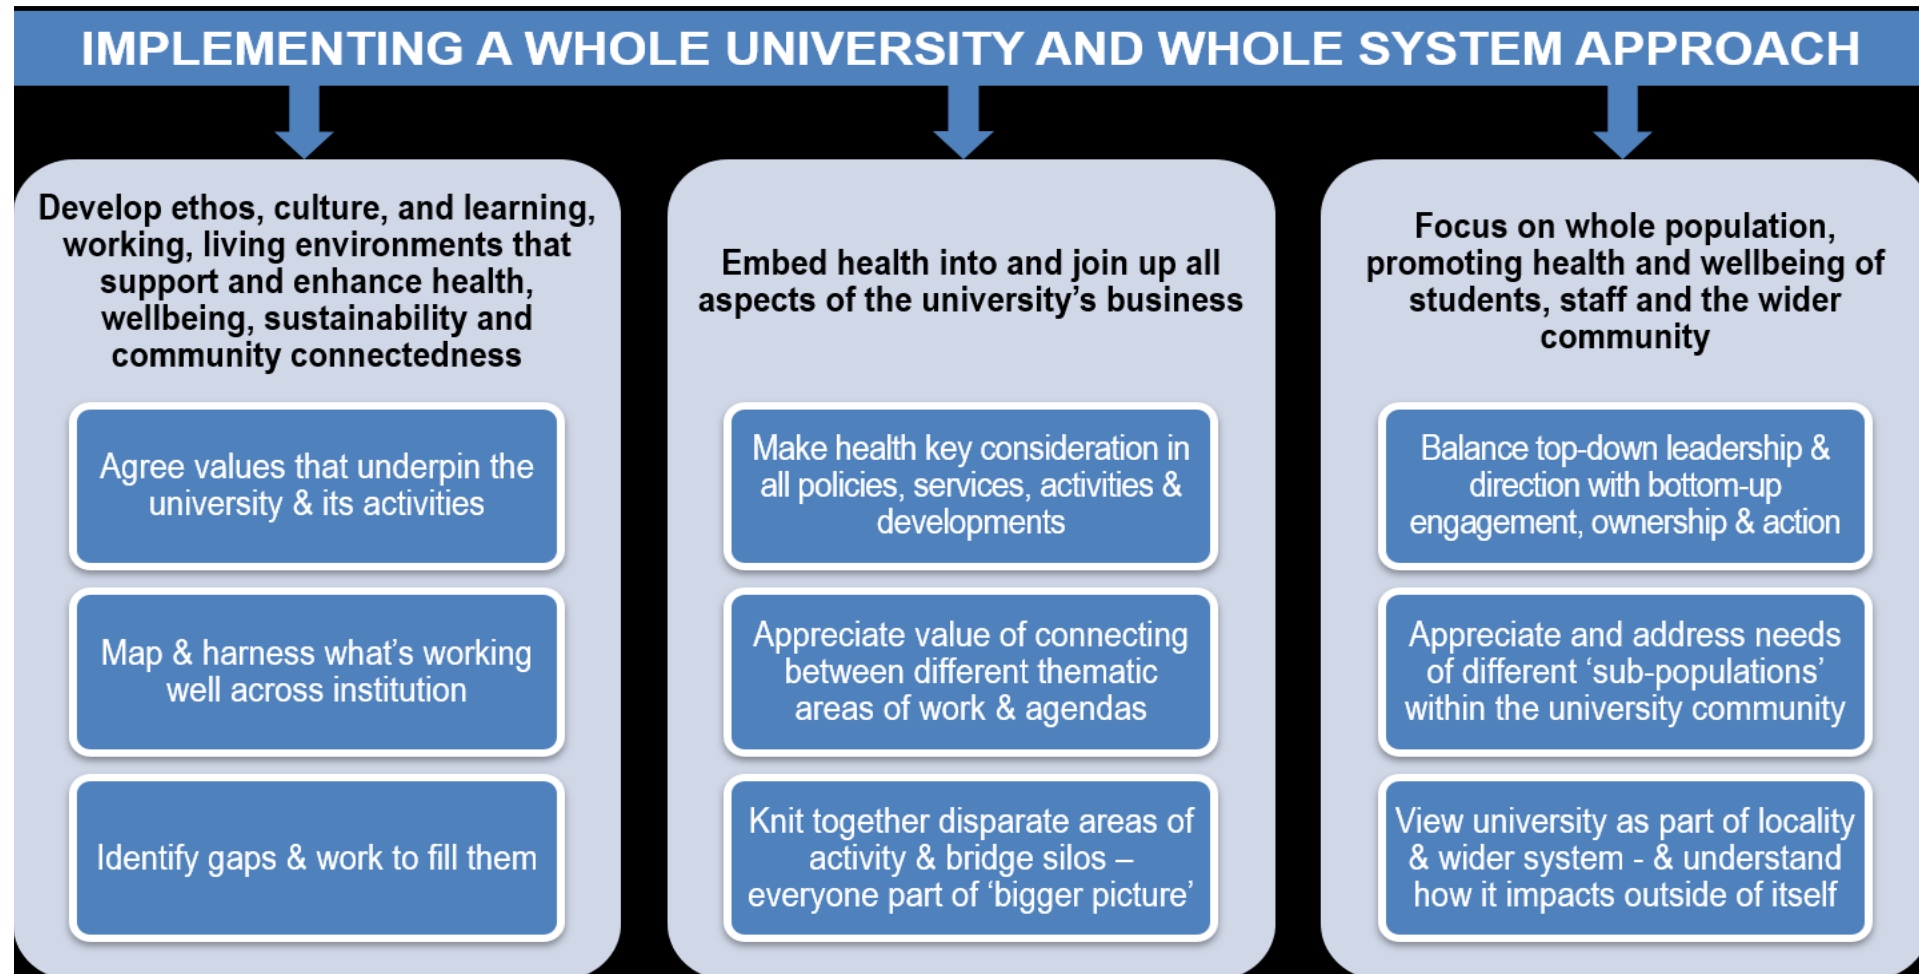 IMPLEMENTING A WHOLE UNIVERSITY AND WHOLE SYSTEM APPROACH
Develop ethos, culture, and learning,
working, living environments that
support and enhance health,
wellbeing, sustainability and
community connectedness
Agree values that underpin the
university & its activities
Map & harness what’s working
well across institution
Identify gaps & work to fill them
Embed health into and join up all
aspects of the university’s business
Make health key consideration in
all policies, services, activities &
developments
Appreciate value of connecting
between different thematic
areas of work & agendas
Knit together disparate areas of
activity & bridge silos –
everyone part of ‘bigger picture’
Focus on whole population,
promoting health and wellbeing of
students, staff and the wider
community
Balance top-down leadership &
direction with bottom-up
engagement, ownership & action
Appreciate and address needs
of different ‘sub-populations’
within the university community
View university as part of locality
& wider system - & understand
how it impacts outside of itself